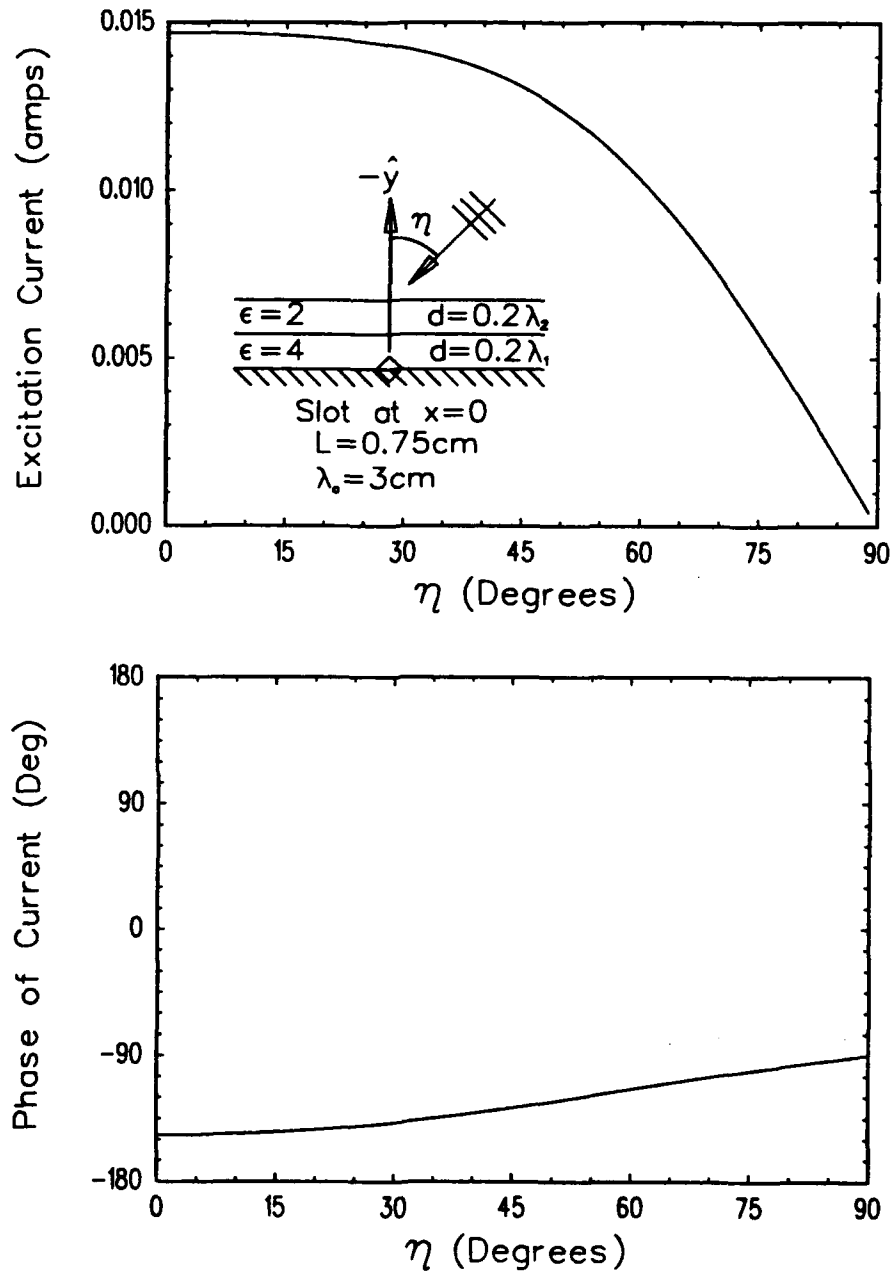 Excitation Current (amps)
0.015
0.010
0.005
0.000
−ŷ
η
ϵ=2 d=0.2λ₂
ϵ=4 d=0.2λ₁
Slot at x=0
L=0.75cm
λₒ=3cm
0 15 30 45 60 75 90
η (Degrees)
Phase of Current (Deg)
180
90
0
−90
−180
0 15 30 45 60 75 90
η (Degrees)